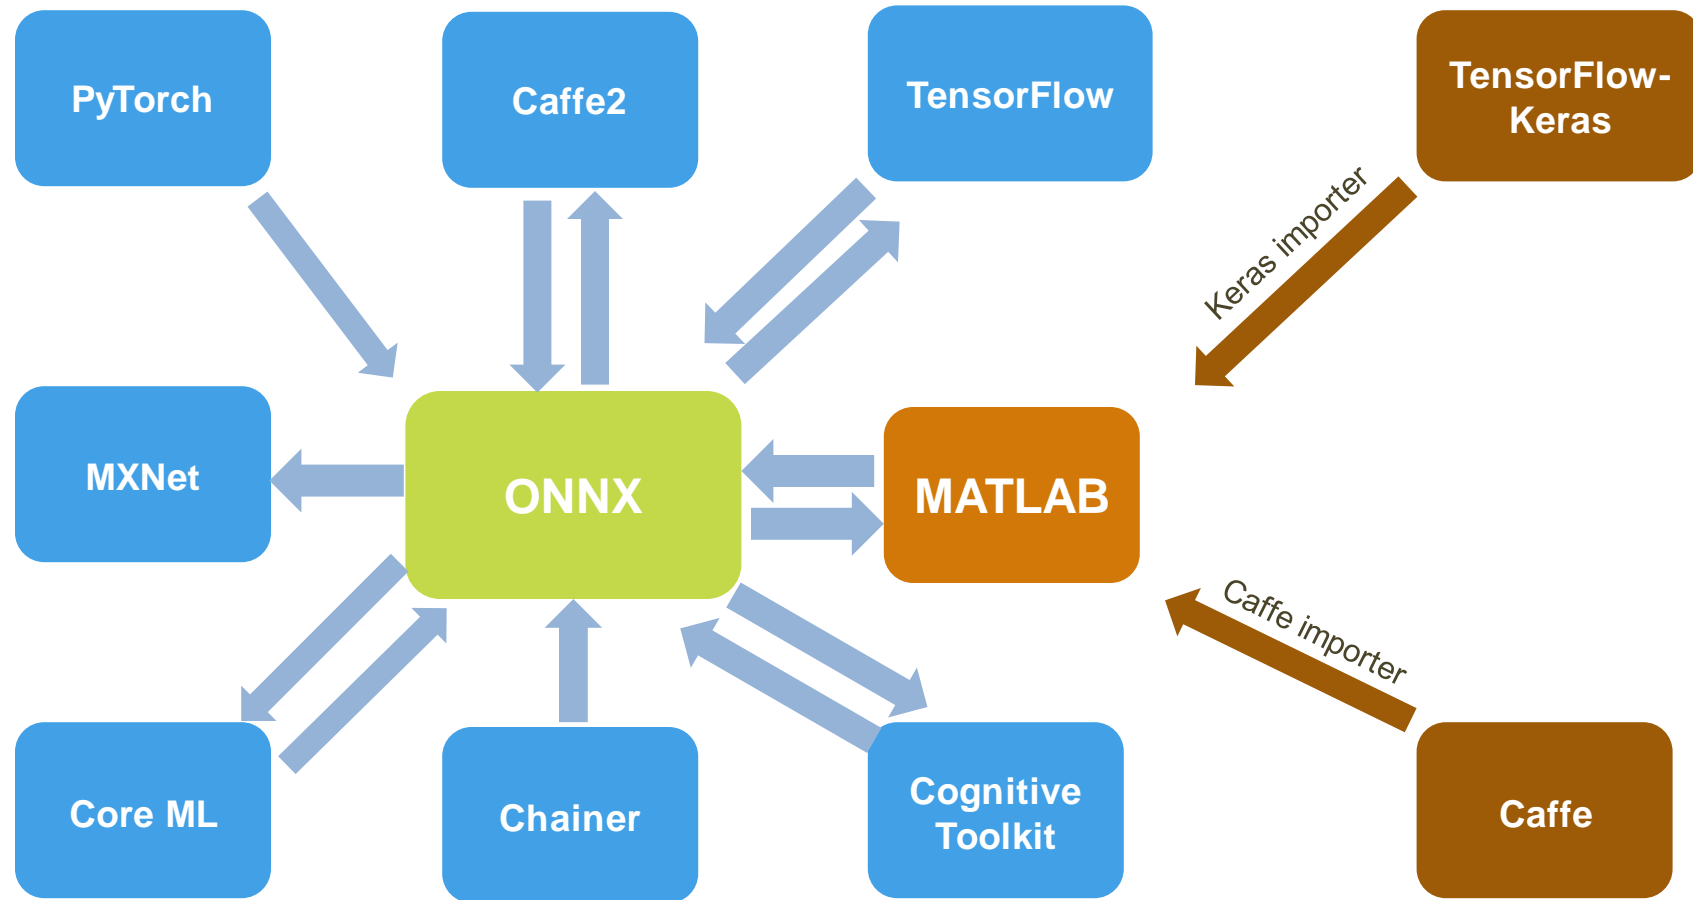 PyTorch
Caffe2
TensorFlow
TensorFlow-
Keras
Keras importer
MXNet
ONNX
MATLAB
Caffe importer
Core ML
Chainer
Cognitive
Toolkit
Caffe